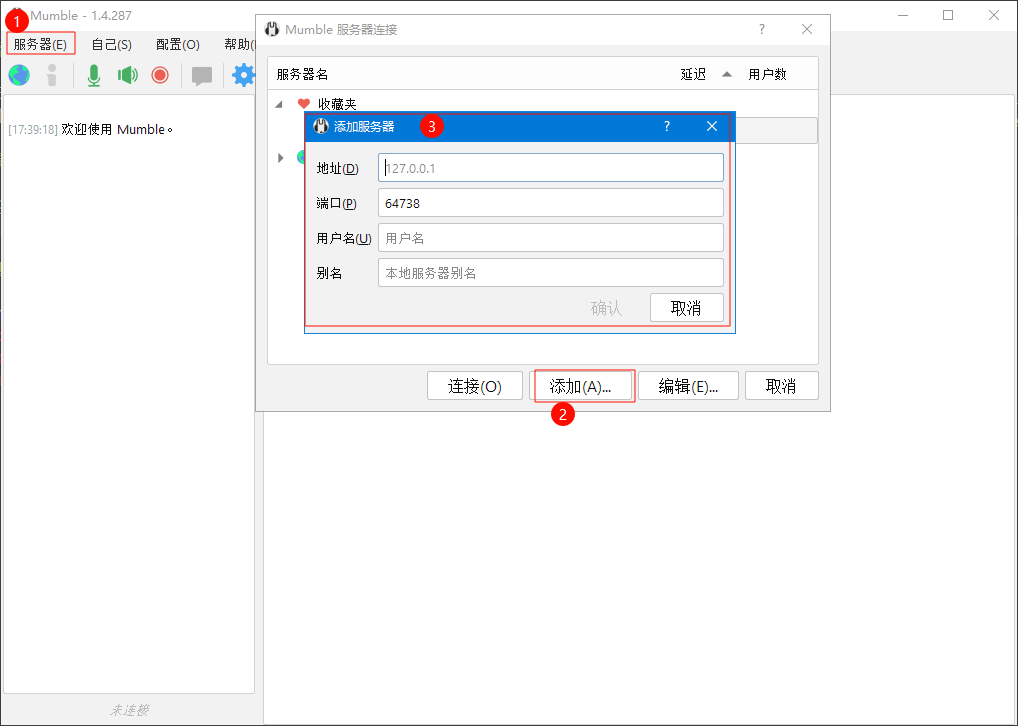 1
Mumble - 1.4.287
服务器(E) 自己(S) 配置(O) 帮助(
[17:39:18] 欢迎使用 Mumble。
未连接
Mumble 服务器连接
服务器名 延迟 用户数
收藏夹
添加服务器 3
地址(D) 127.0.0.1
端口(P) 64738
用户名(U) 用户名
别名 本地服务器别名
确认 取消
连接(O) 添加(A)... 编辑(E)... 取消
2